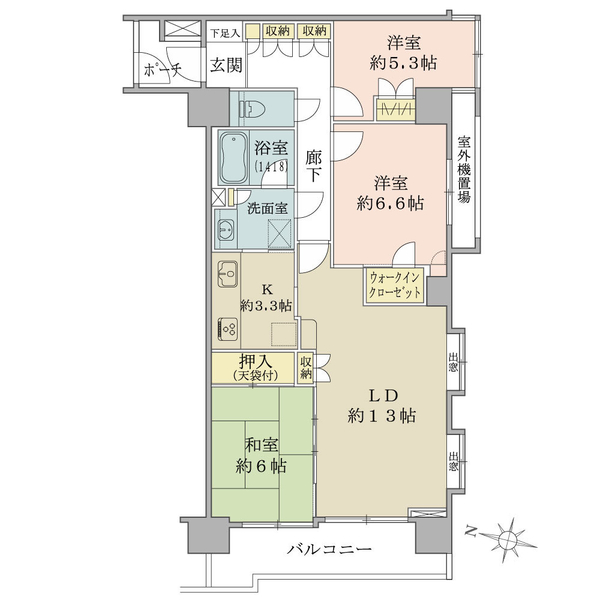 下足入
収納
収納
洋室
約5.3帖
ポーチ
玄関
浴室
(1418)
廊下
室外機置場
洋室
約6.6帖
洗面室
ウォークイン
クローゼット
K
約3.3帖
押入
(天袋付)
収納
出窓
LD
約13帖
和室
約6帖
出窓
バルコニー
N